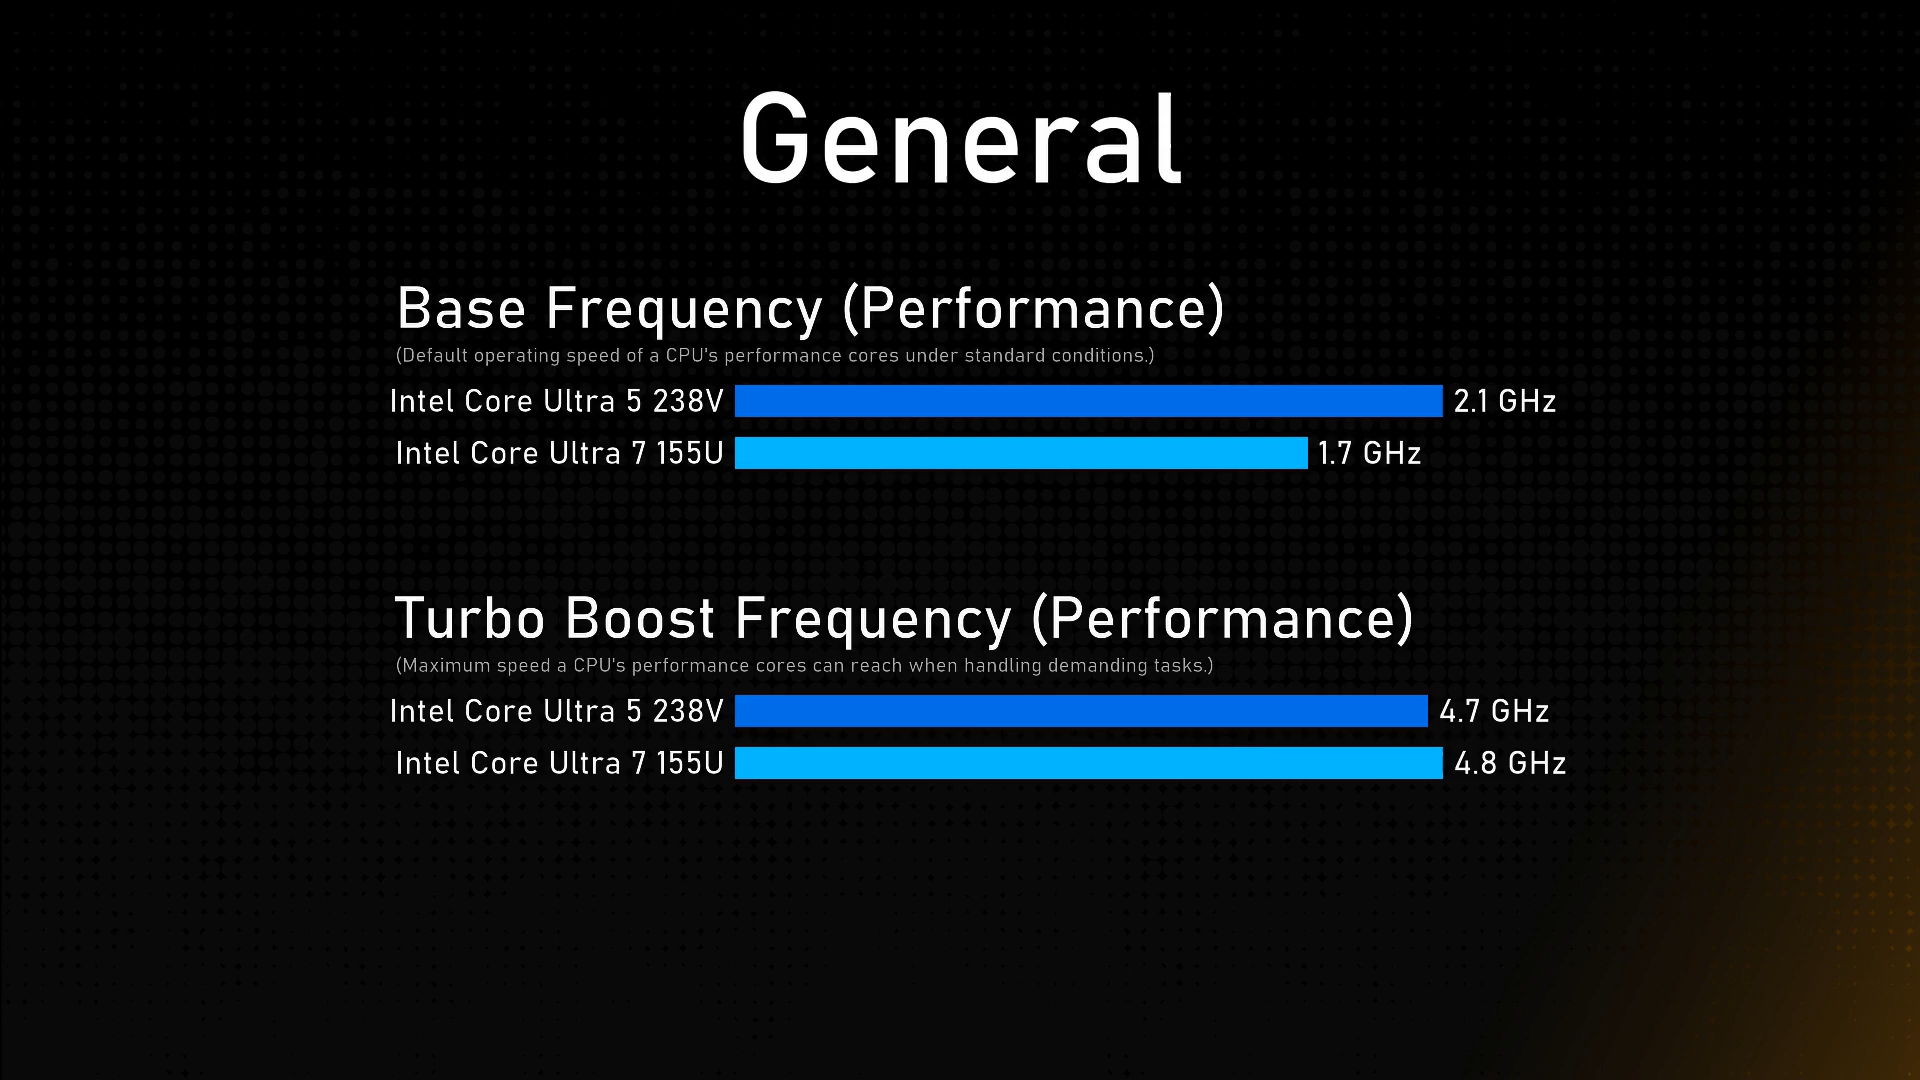 General
Base Frequency (Performance)
(Default operating speed of a CPU's performance cores under standard conditions.)
Intel Core Ultra 5 238V 2.1 GHz
Intel Core Ultra 7 155U 1.7 GHz
Turbo Boost Frequency (Performance)
(Maximum speed a CPU's performance cores can reach when handling demanding tasks.)
Intel Core Ultra 5 238V 4.7 GHz
Intel Core Ultra 7 155U 4.8 GHz